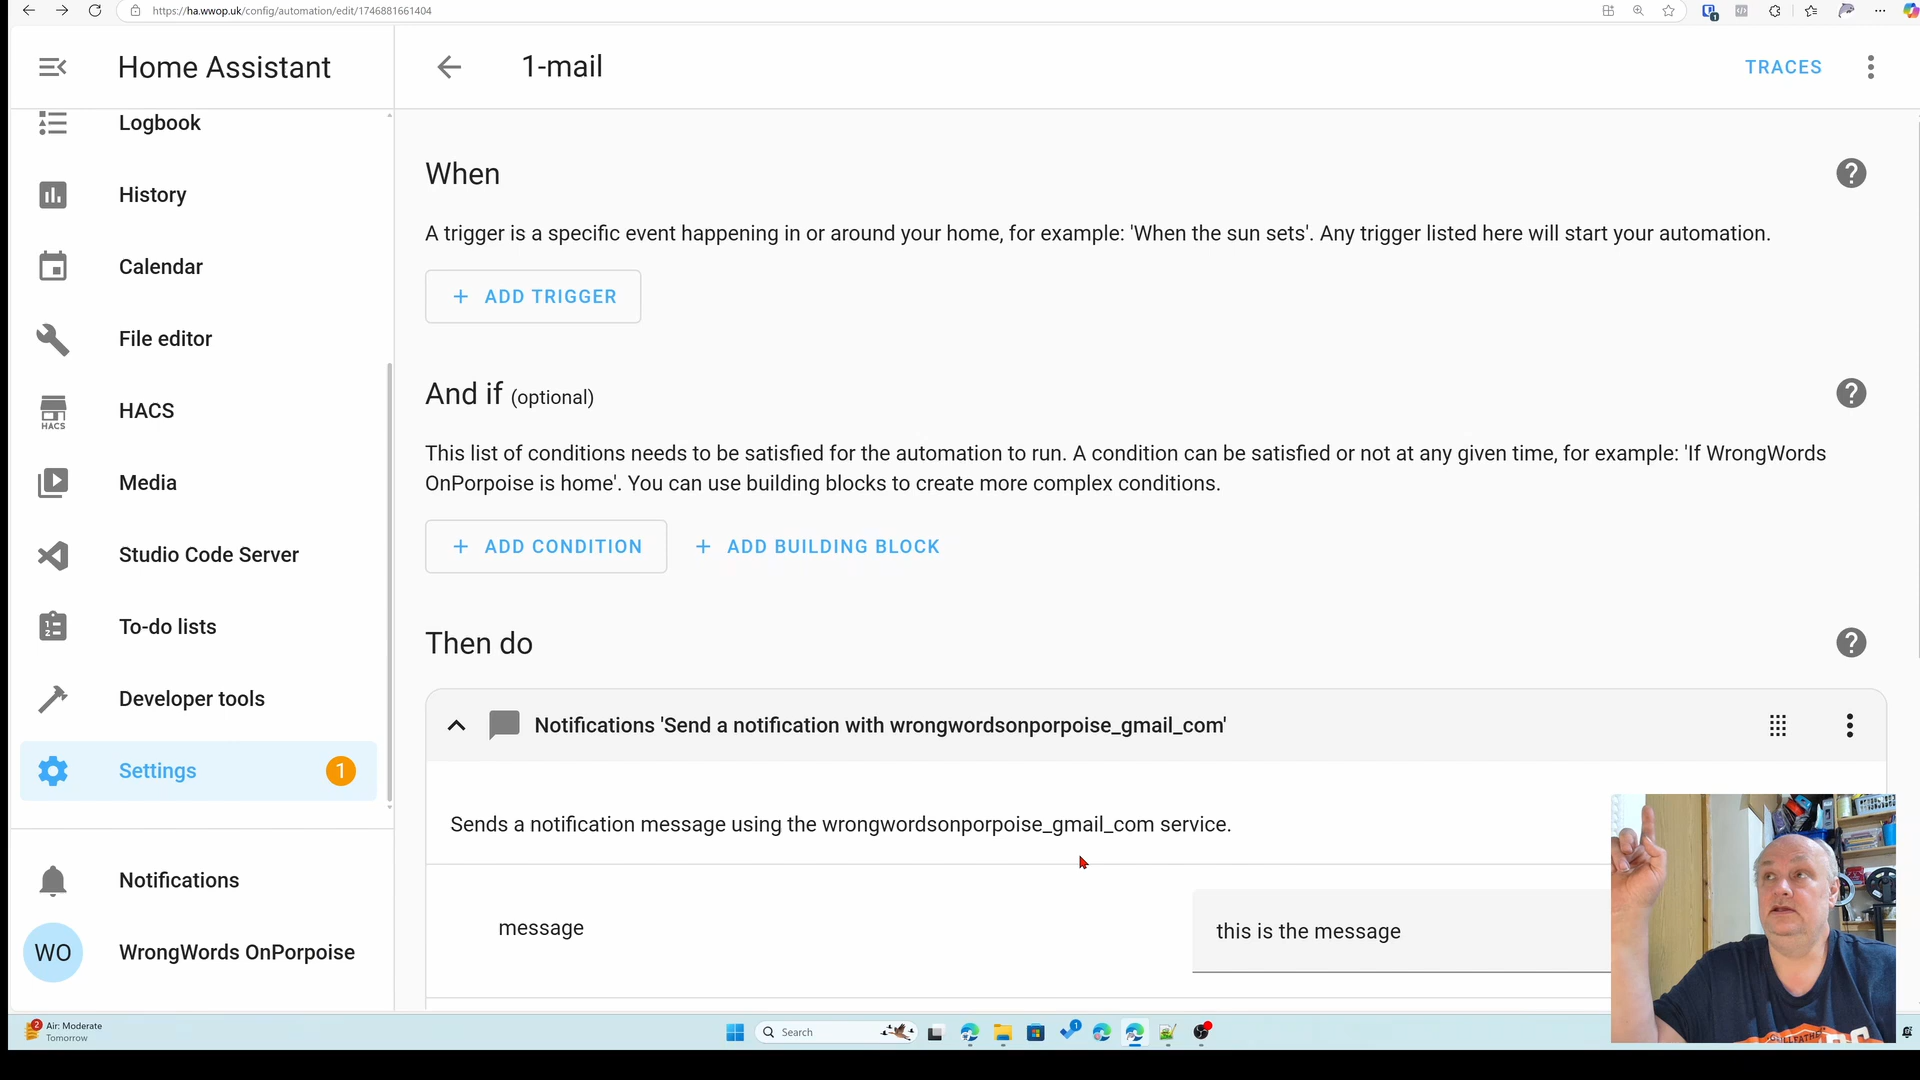 https://ha.wwop.uk/config/automation/edit/1746881661404
Home Assistant
1-mail
TRACES
Logbook
History
Calendar
File editor
HACS
HACS
Media
Studio Code Server
To-do lists
Developer tools
Settings
1
Notifications
WO
WrongWords OnPorpoise
When
A trigger is a specific event happening in or around your home, for example: 'When the sun sets'. Any trigger listed here will start your automation.
+ ADD TRIGGER
And if (optional)
This list of conditions needs to be satisfied for the automation to run. A condition can be satisfied or not at any given time, for example: 'If WrongWords
OnPorpoise is home'. You can use building blocks to create more complex conditions.
+ ADD CONDITION
+ ADD BUILDING BLOCK
Then do
Notifications 'Send a notification with wrongwordsonporpoise_gmail_com'
Sends a notification message using the wrongwordsonporpoise_gmail_com service.
message
this is the message
2
Air: Moderate
Tomorrow
Search
1